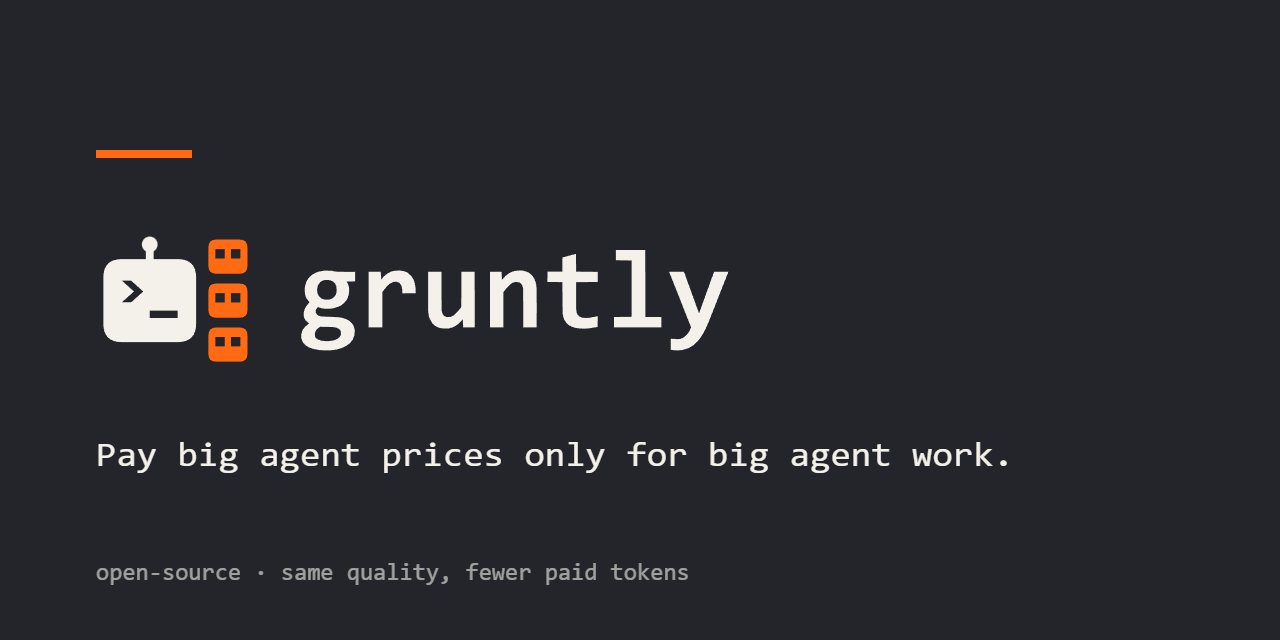 gruntly
Pay big agent prices only for big agent work.
open-source · same quality, fewer paid tokens